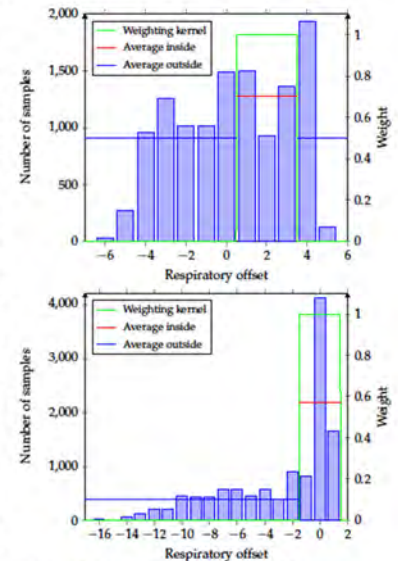 2,000
1,500
1,000
500
0
Number of samples
Weighting kernel
Average inside
Average outside
1
0.8
0.6
0.4
0.2
0
Weight
−6 −4 −2 0 2 4 6
Respiratory offset
4,000
3,000
2,000
1,000
0
Number of samples
Weighting kernel
Average inside
Average outside
1
0.8
0.6
0.4
0.2
0
Weight
−16 −14 −12 −10 −8 −6 −4 −2 0
Respiratory offset